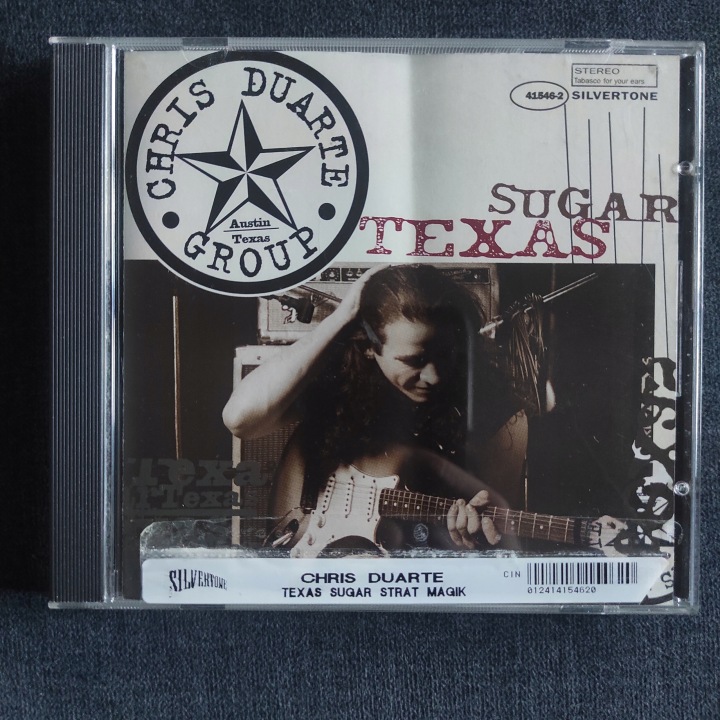 CHRIS DUARTE
GROUP
Austin
Texas
STEREO
Tabasco for your ears
41546-2 SILVERTONE
SUGAR
TEXAS
Texas
SILVERTONE
CHRIS DUARTE
TEXAS SUGAR STRAT MAGIK
CIN
012414154620